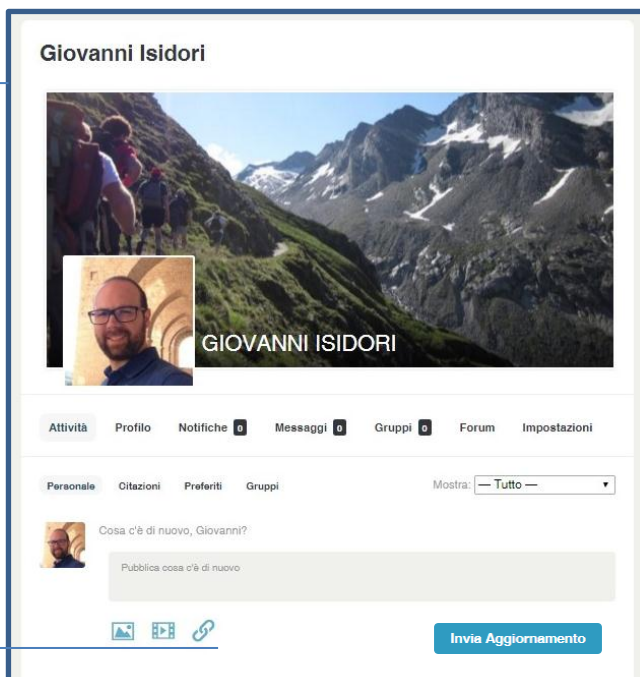 Giovanni Isidori
GIOVANNI ISIDORI
Attività Profilo Notifiche 0 Messaggi 0 Gruppi 0 Forum Impostazioni
Personale Citazioni Preferiti Gruppi Mostra: — Tutto —
Cosa c'è di nuovo, Giovanni?
Pubblica cosa c'è di nuovo
Invia Aggiornamento